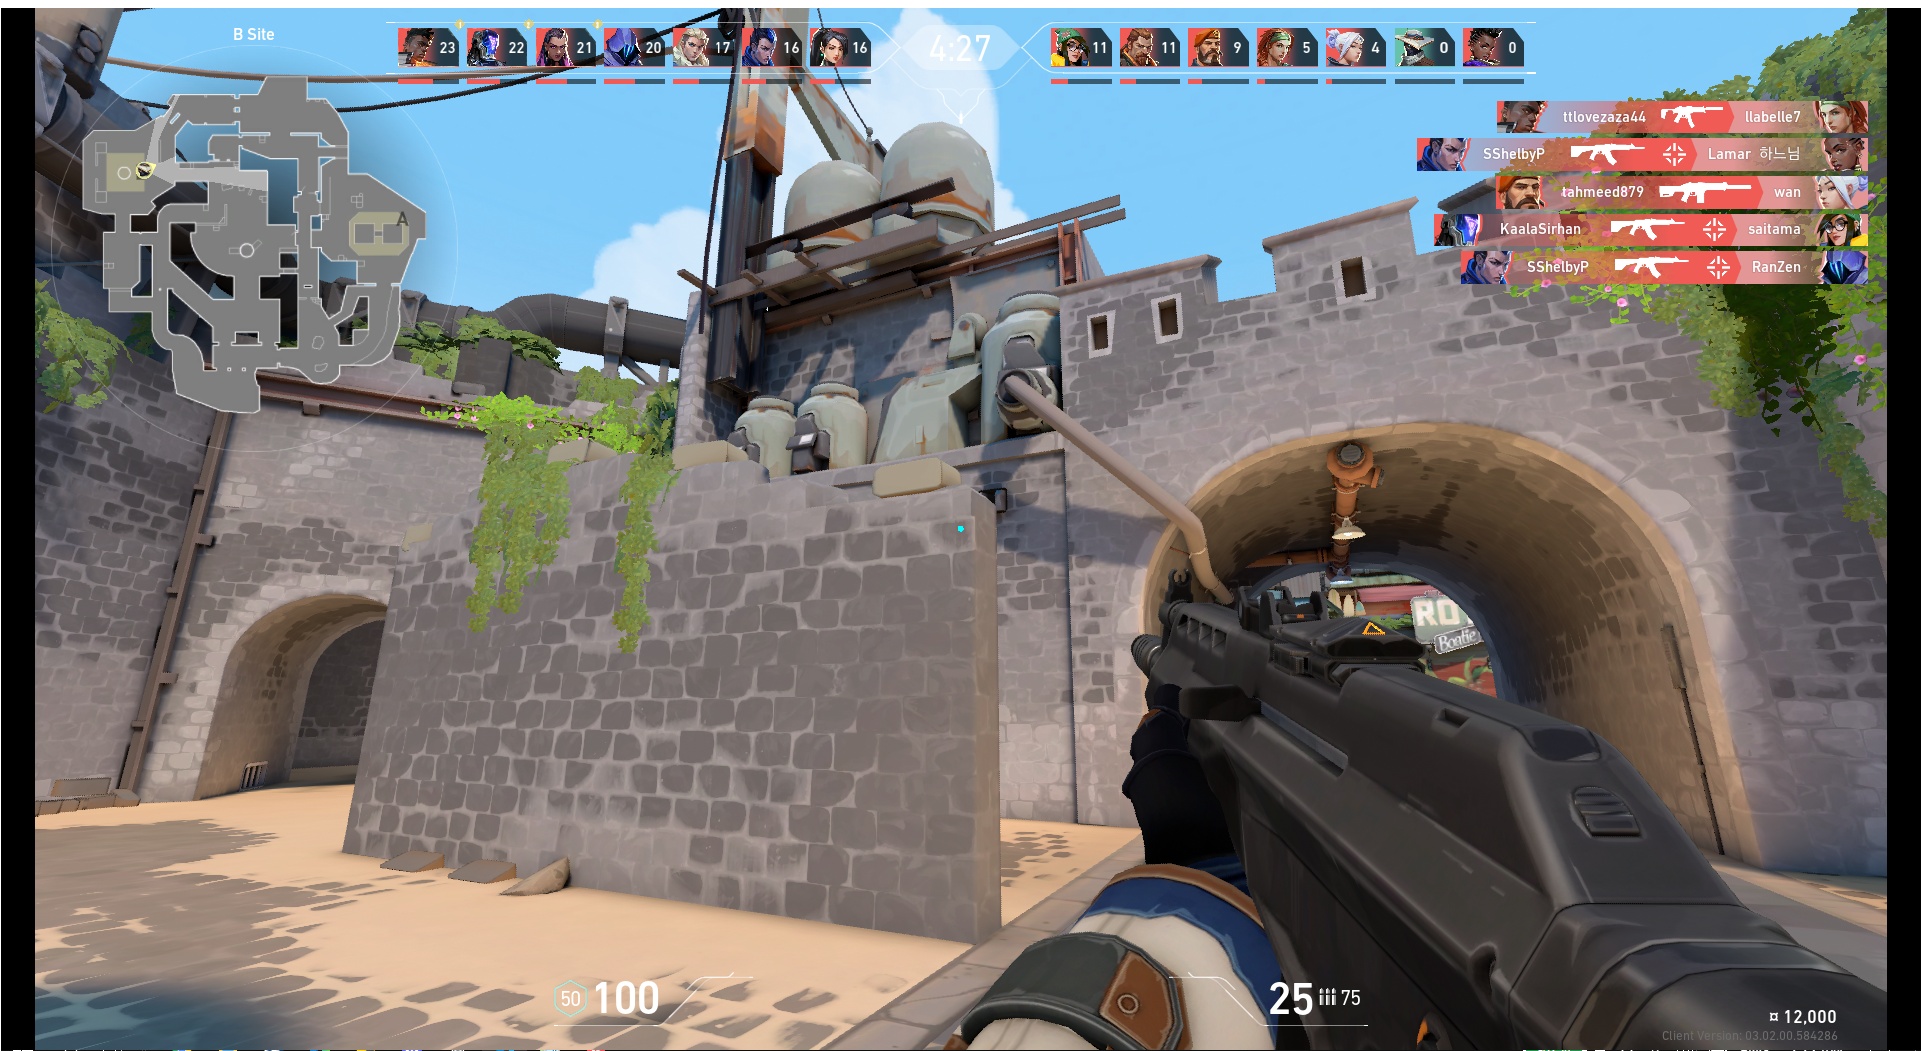 B Site
23 22 21 20 17 16 16 4:27 11 11 9 5 4 0 0
A
ttlovezaza44 llabelle7
SShelbyP Lamar 하느님
tahmeed879 wan
KaalaSirhan saitama
SShelbyP RanZen
RO
Boatie
50 100
25 75
¤ 12,000
Client Version: 03.02.00.584286